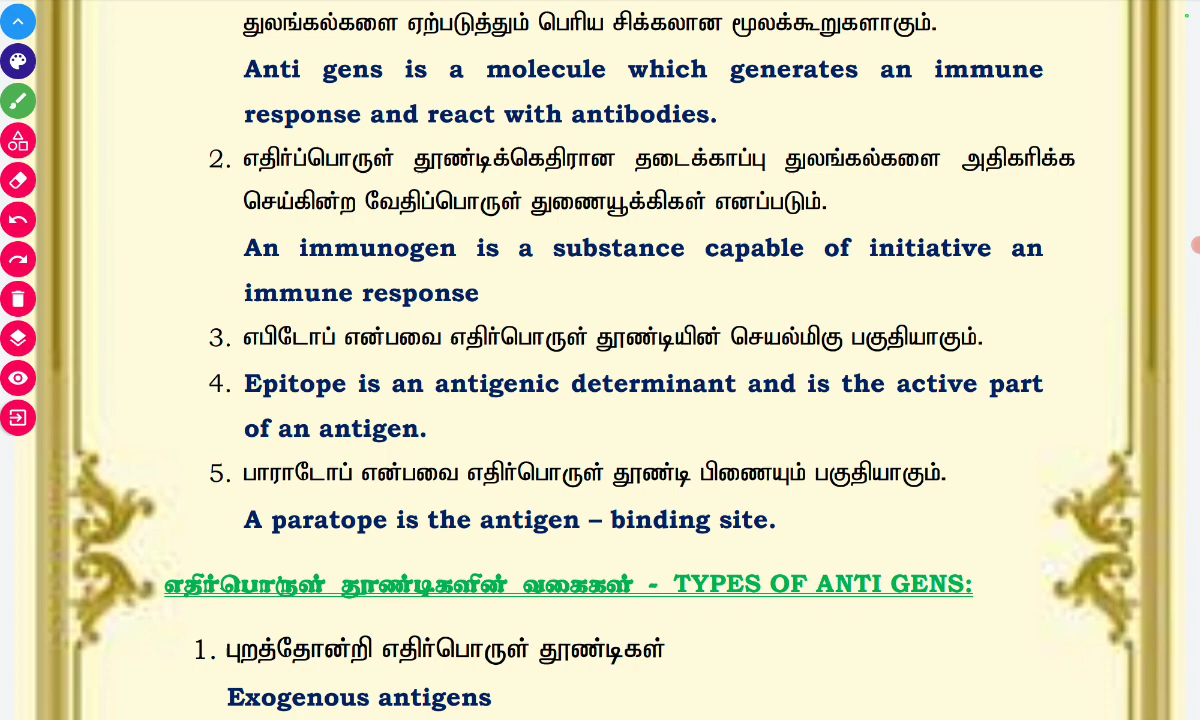 துலங்கல்களை ஏற்படுத்தும் பெரிய சிக்கலான மூலக்கூறுகளாகும்.
Anti gens is a molecule which generates an immune
response and react with antibodies.
2. எதிர்ப்பொருள் தூண்டிக்கெதிரான தடைக்காப்பு துலங்கல்களை அதிகரிக்க
செய்கின்ற வேதிப்பொருள் துணையூக்கிகள் எனப்படும்.
An immunogen is a substance capable of initiative an
immune response
3. எபிடோப் என்பவை எதிர்பொருள் தூண்டியின் செயல்மிகு பகுதியாகும்.
4. Epitope is an antigenic determinant and is the active part
of an antigen.
5. பாராடோப் என்பவை எதிர்பொருள் தூண்டி பிணையும் பகுதியாகும்.
A paratope is the antigen – binding site.
எதிர்பொருள் தூண்டிகளின் வகைகள் - TYPES OF ANTI GENS:
1. புறத்தோன்றி எதிர்பொருள் தூண்டிகள்
Exogenous antigens